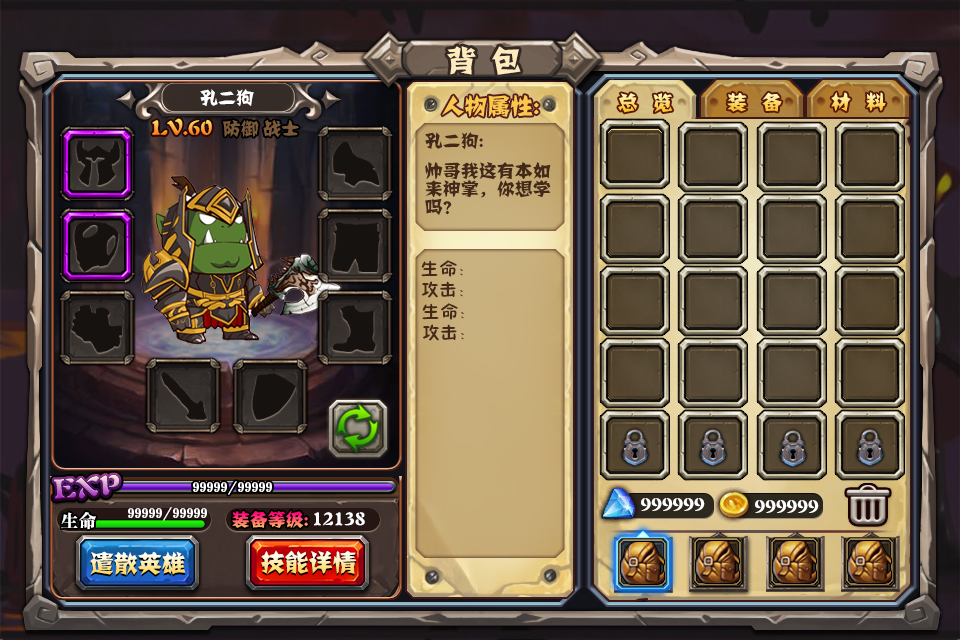 背包
孔二狗
LV.60 防御 战士
EXP 99999/99999
生命 99999/99999
装备等级:12138
遣散英雄
技能详情
人物属性:
孔二狗:
帅哥我这有本如
来神掌，你想学
吗?
生命:
攻击:
生命:
攻击:
总览
装备
材料
999999
999999